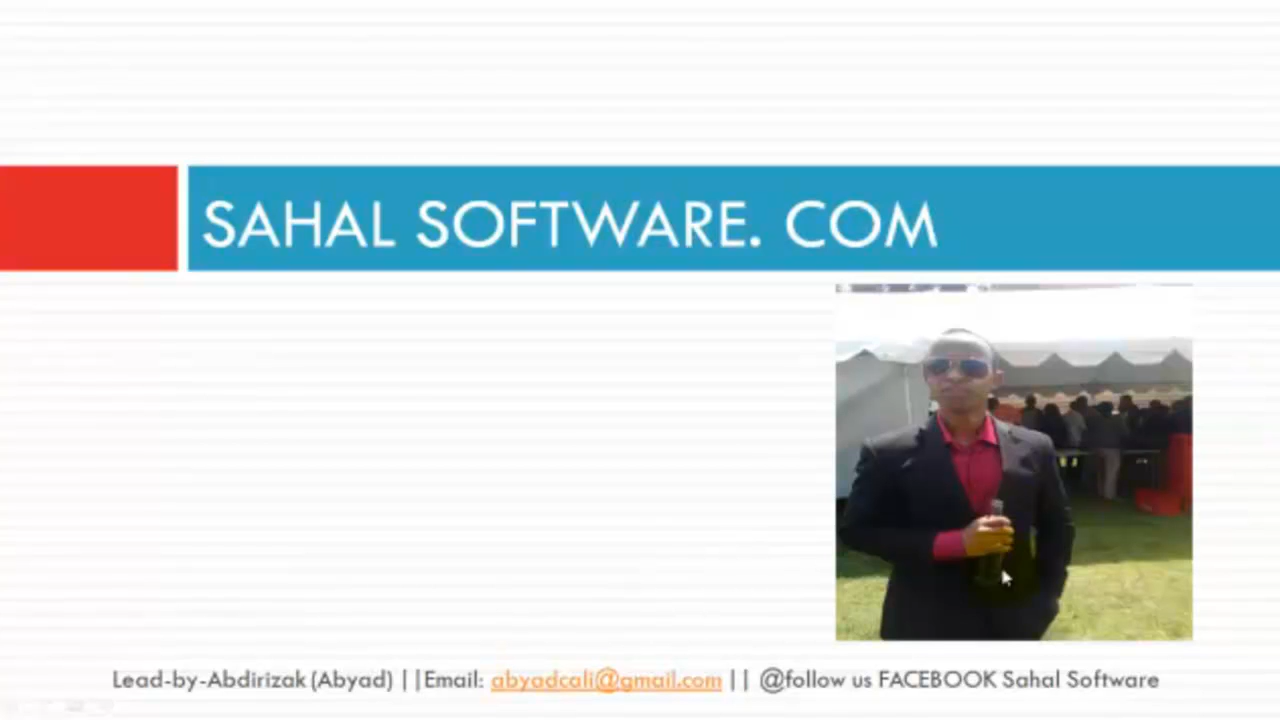 SAHAL SOFTWARE. COM
Lead-by-Abdirizak (Abyad) ||Email: abyadcali@gmail.com || @follow us FACEBOOK Sahal Software